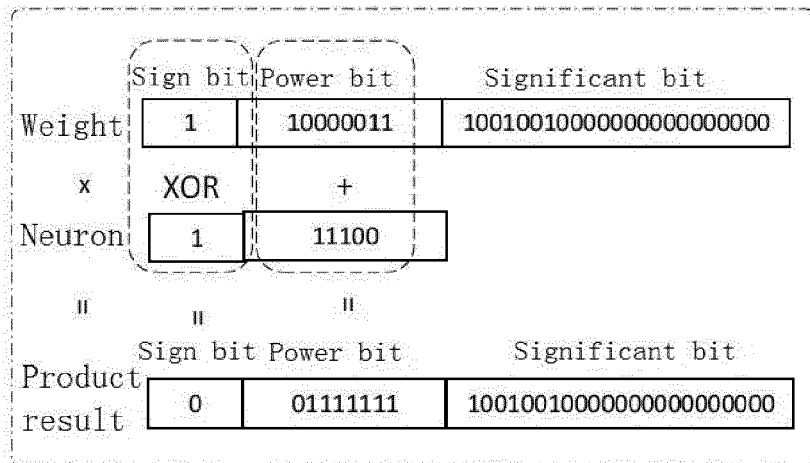 Sign bit Power bit Significant bit
Weight 1 10000011 10010010000000000000000
x XOR +
Neuron 1 11100
= = =
Sign bit Power bit Significant bit
Product result 0 01111111 10010010000000000000000